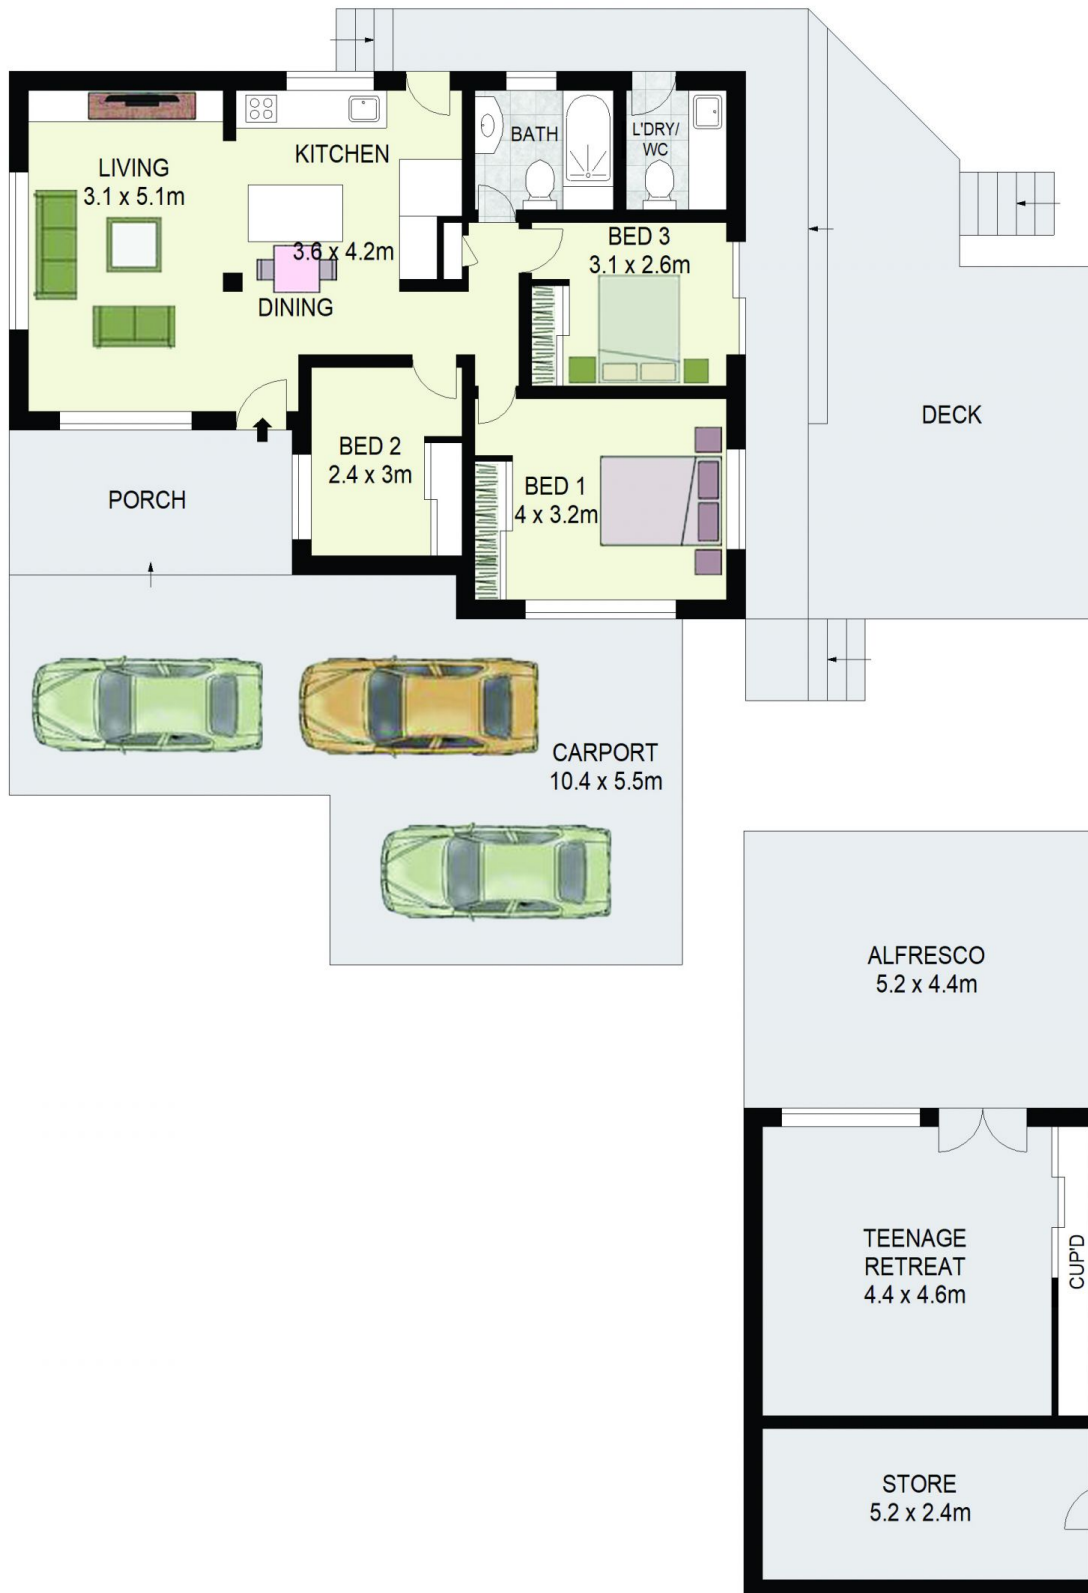 LIVING
3.1 x 5.1m
KITCHEN
3.6 x 4.2m
DINING
BATH
L'DRY/
WC
BED 3
3.1 x 2.6m
BED 2
2.4 x 3m
BED 1
4 x 3.2m
PORCH
DECK
CARPORT
10.4 x 5.5m
ALFRESCO
5.2 x 4.4m
TEENAGE
RETREAT
4.4 x 4.6m
CUP'D
STORE
5.2 x 2.4m